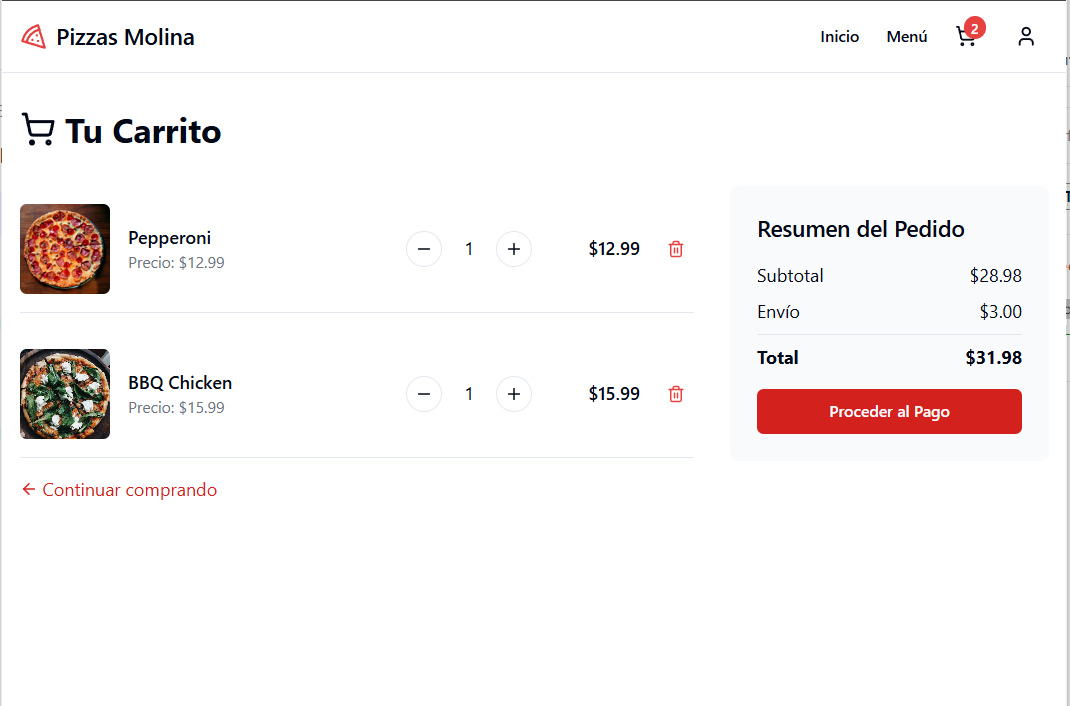 Pizzas Molina
Inicio Menú 2
Tu Carrito
Pepperoni
Precio: $12.99
1
$12.99
BBQ Chicken
Precio: $15.99
1
$15.99
Continuar comprando
Resumen del Pedido
Subtotal $28.98
Envío $3.00
Total $31.98
Proceder al Pago